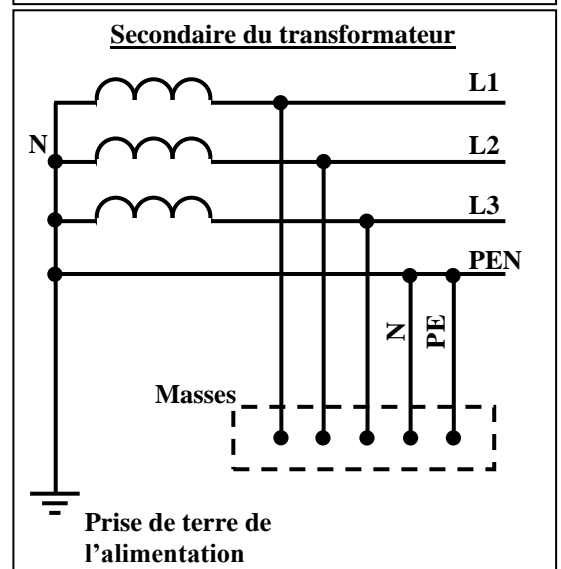 Secondaire du transformateur
L1
N
L2
L3
PEN
N
PE
Masses
Prise de terre de
l'alimentation